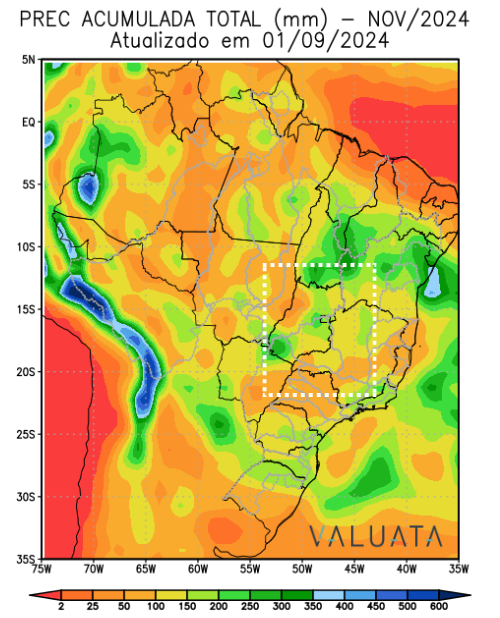 PREC ACUMULADA TOTAL (mm) – NOV/2024
Atualizado em 01/09/2024
5N
EQ
5S
10S
15S
20S
25S
30S
35S
VALUATA
75W 70W 65W 60W 55W 50W 45W 40W 35W
2 25 50 100 150 200 250 300 350 400 450 500 600